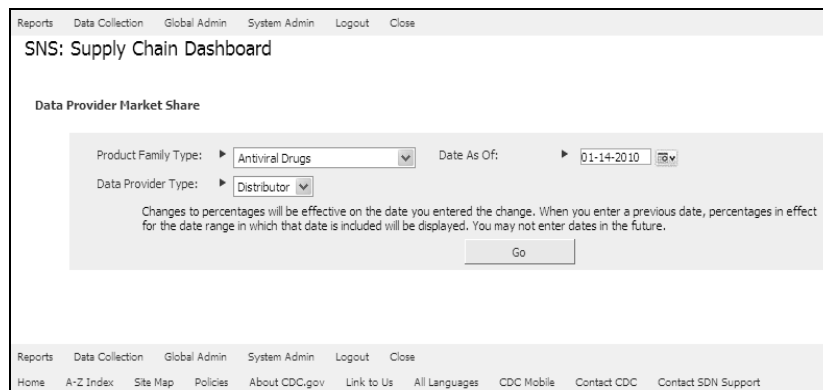 Reports Data Collection Global Admin System Admin Logout Close
SNS: Supply Chain Dashboard
Data Provider Market Share
Product Family Type: Antiviral Drugs Date As Of: 01-14-2010
Data Provider Type: Distributor
Changes to percentages will be effective on the date you entered the change. When you enter a previous date, percentages in effect
for the date range in which that date is included will be displayed. You may not enter dates in the future.
Go
Reports Data Collection Global Admin System Admin Logout Close
Home A-Z Index Site Map Policies About CDC.gov Link to Us All Languages CDC Mobile Contact CDC Contact SDN Support